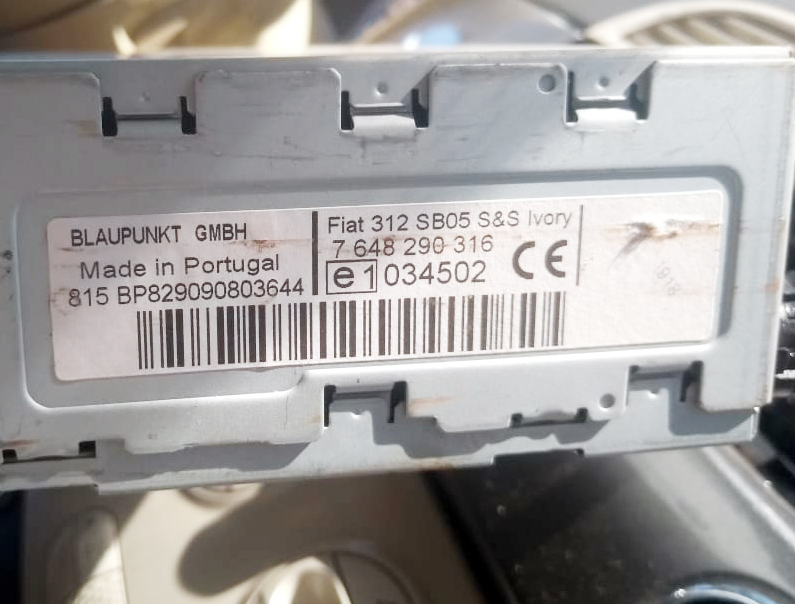 BLAUPUNKT GMBH
Made in Portugal
815 BP829090803644
Fiat 312 SB05 S&S Ivory
7 648 290 316
e1 034502 CE